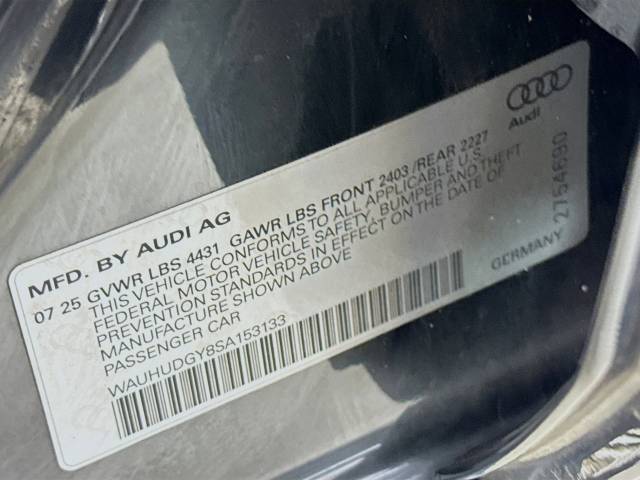 Audi
MFD. BY AUDI AG
07 25 GVWR LBS 4431 GAWR LBS FRONT 2403 /REAR 2227
THIS VEHICLE CONFORMS TO ALL APPLICABLE U.S.
FEDERAL MOTOR VEHICLE SAFETY, BUMPER AND THEFT
PREVENTION STANDARDS IN EFFECT ON THE DATE OF
MANUFACTURE SHOWN ABOVE
PASSENGER CAR
WAUHUDGY8SA153133
GERMANY 2754690